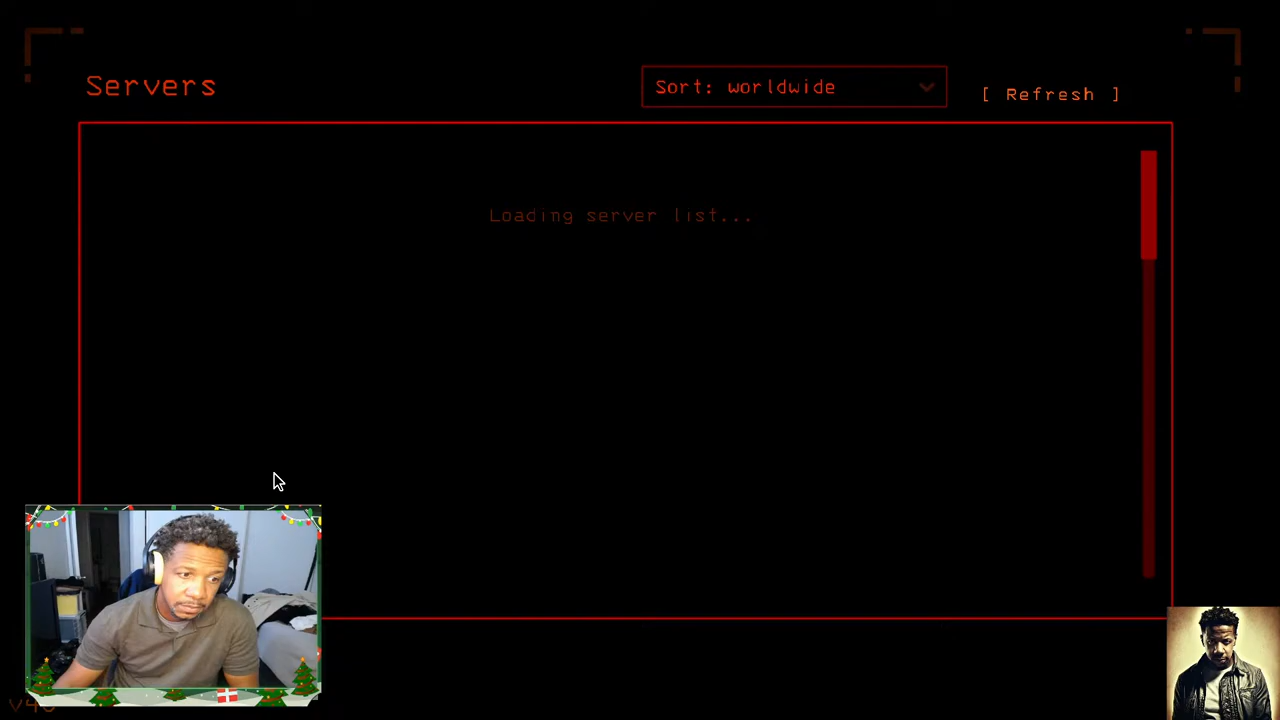 Servers
Sort: worldwide
[ Refresh ]
Loading server list...